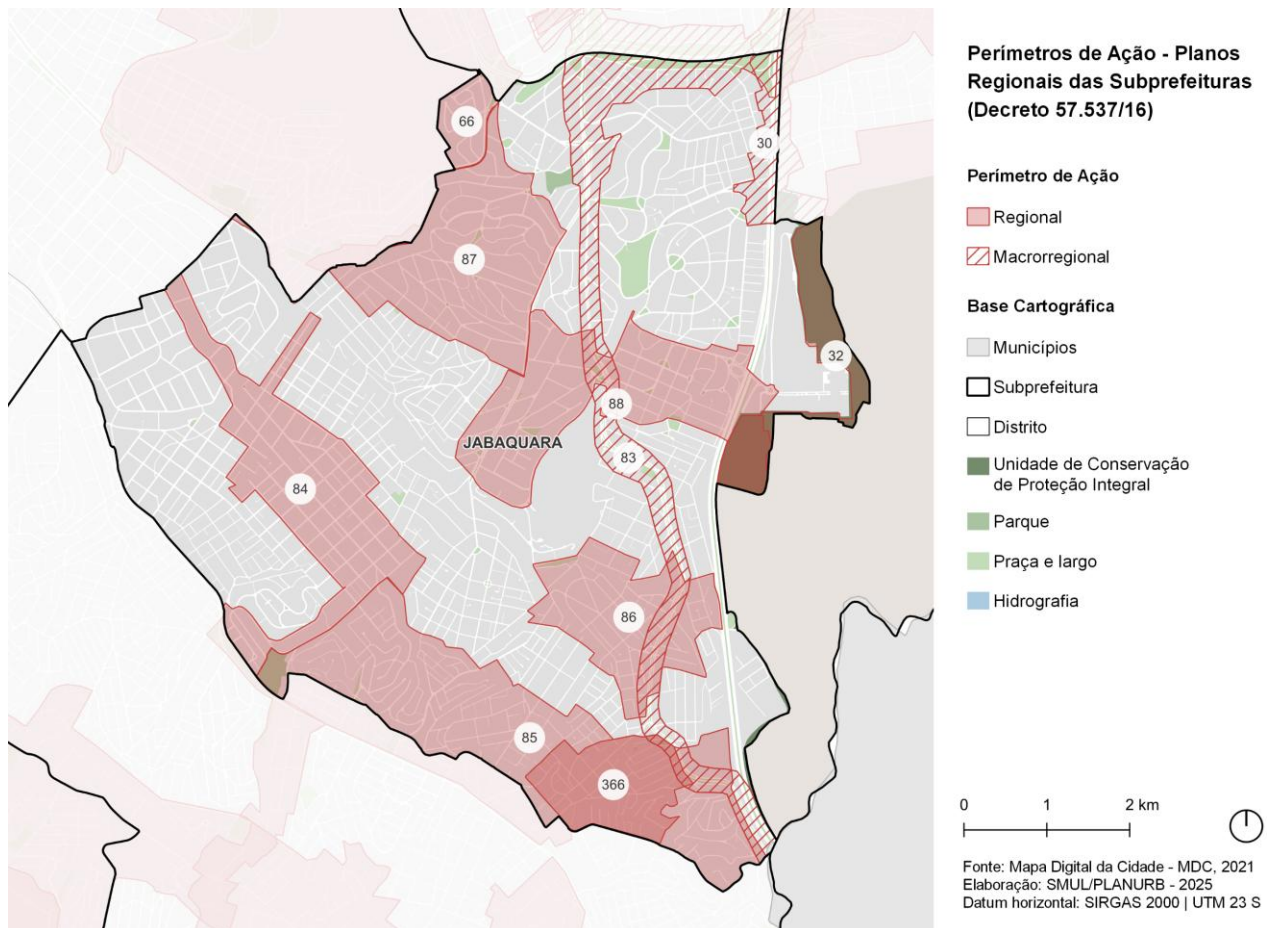 Perímetros de Ação - Planos
Regionais das Subprefeituras
(Decreto 57.537/16)
Perímetro de Ação
Regional
Macrorregional
Base Cartográfica
Municípios
Subprefeitura
Distrito
Unidade de Conservação
de Proteção Integral
Parque
Praça e largo
Hidrografia
66
30
87
32
88
JABAQUARA
83
84
86
85
366
0 1 2 km
Fonte: Mapa Digital da Cidade - MDC, 2021
Elaboração: SMUL/PLANURB - 2025
Datum horizontal: SIRGAS 2000 | UTM 23 S